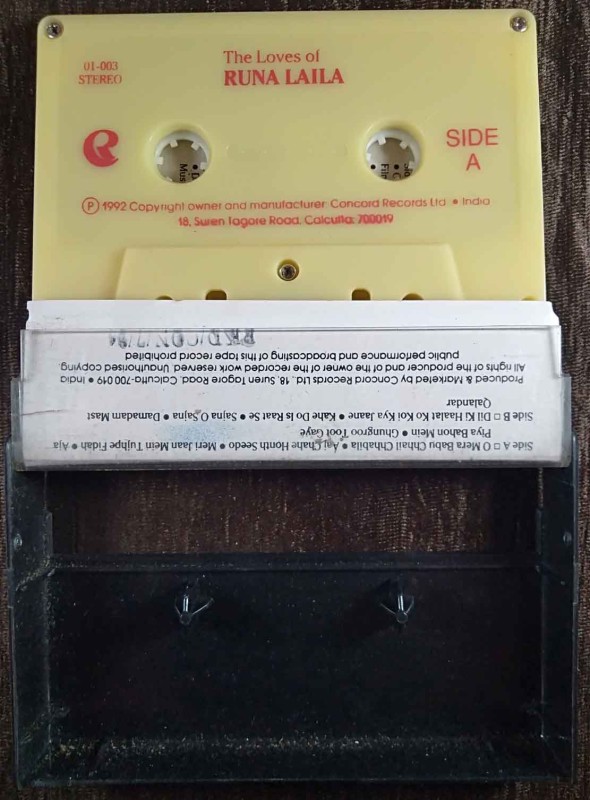 01-003
STEREO
The Loves of
RUNA LAILA
SIDE
A
Ⓟ 1992 Copyright owner and manufacturer Concord Records Ltd • India
18, Suren Tagore Road, Calcutta 700019
Side A □ O Mera Babu Chhail Chhabila • Aaj Chahe Honth Seedo • Meri Jaan Mein Tujhpe Fidah • Aja
Piya Bahon Mein • Ghungroo Toot Gaye
Side B □ Dil Ki Halat Ko Koi Kya Jaane • Kahe Do Is Raat Se • Sajna O Sajna • Damadam Mast
Qalandar
Produced & Marketed by Concord Records Ltd. 18, Suren Tagore Road, Calcutta-700 019 • India
All rights of the producer and of the owner of the recorded work reserved. Unauthorised copying,
public performance and broadcasting of this tape record prohibited